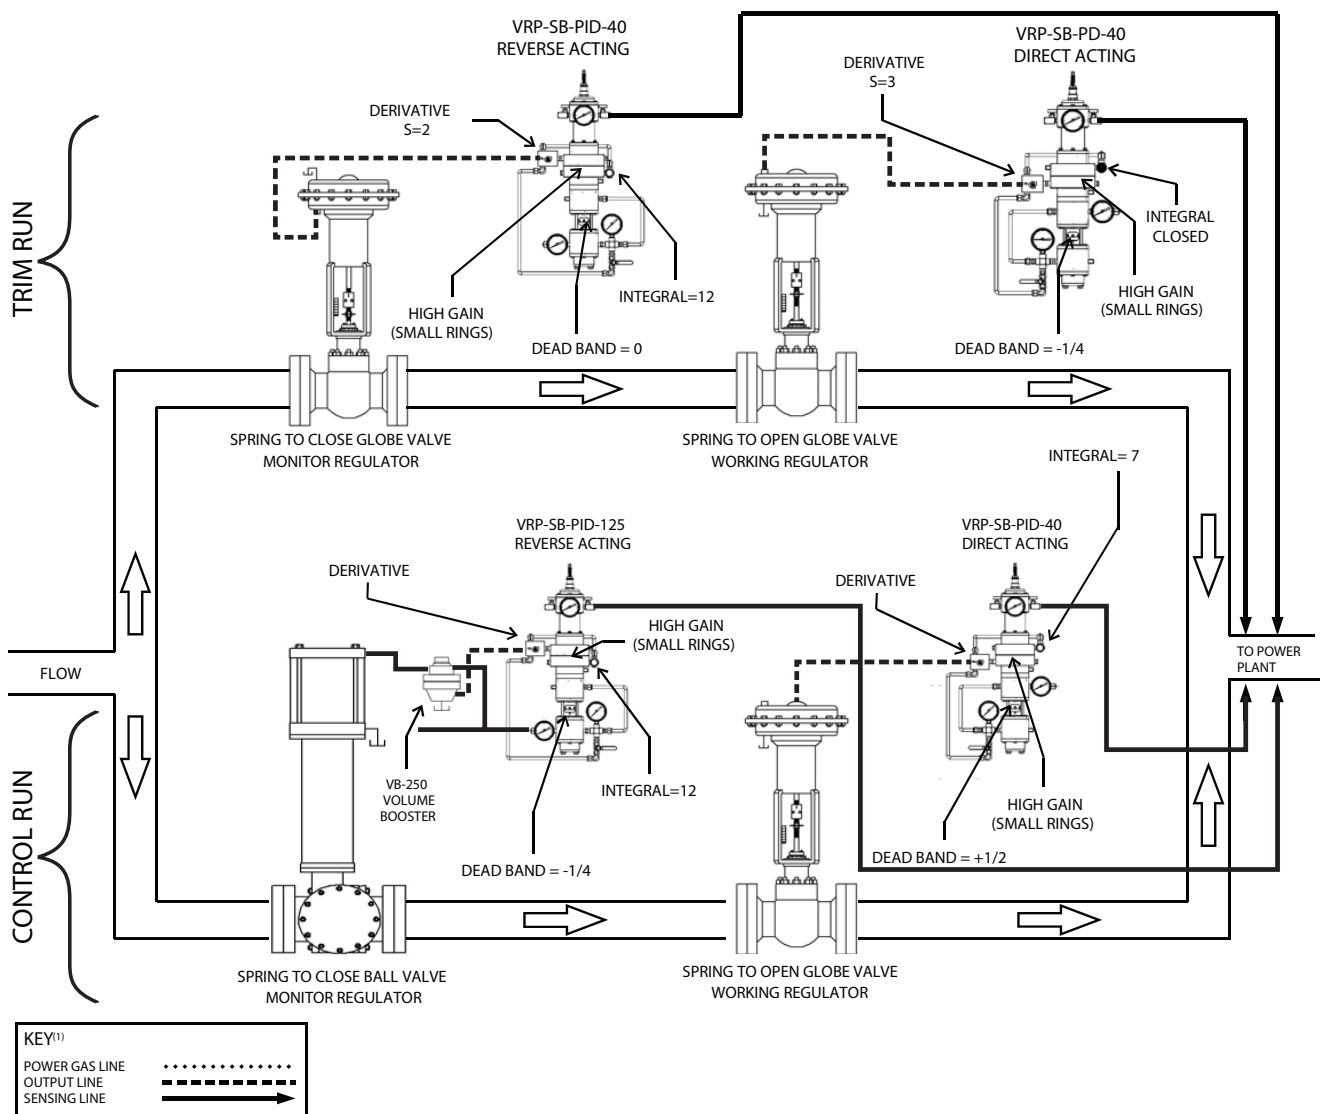 VRP-SB-PID-40
REVERSE ACTING
VRP-SB-PD-40
DIRECT ACTING
DERIVATIVE
S=2
DERIVATIVE
S=3
TRIM RUN
INTEGRAL
CLOSED
INTEGRAL=12
HIGH GAIN
(SMALL RINGS)
HIGH GAIN
(SMALL RINGS)
DEAD BAND = 0
DEAD BAND = -1/4
SPRING TO CLOSE GLOBE VALVE
MONITOR REGULATOR
SPRING TO OPEN GLOBE VALVE
WORKING REGULATOR
INTEGRAL= 7
VRP-SB-PID-125
REVERSE ACTING
VRP-SB-PID-40
DIRECT ACTING
DERIVATIVE
DERIVATIVE
HIGH GAIN
(SMALL RINGS)
FLOW
TO POWER
PLANT
CONTROL RUN
VB-250
VOLUME
BOOSTER
INTEGRAL=12
HIGH GAIN
(SMALL RINGS)
DEAD BAND = -1/4
DEAD BAND = +1/2
SPRING TO CLOSE BALL VALVE
MONITOR REGULATOR
SPRING TO OPEN GLOBE VALVE
WORKING REGULATOR
KEY(1)
POWER GAS LINE
OUTPUT LINE
SENSING LINE